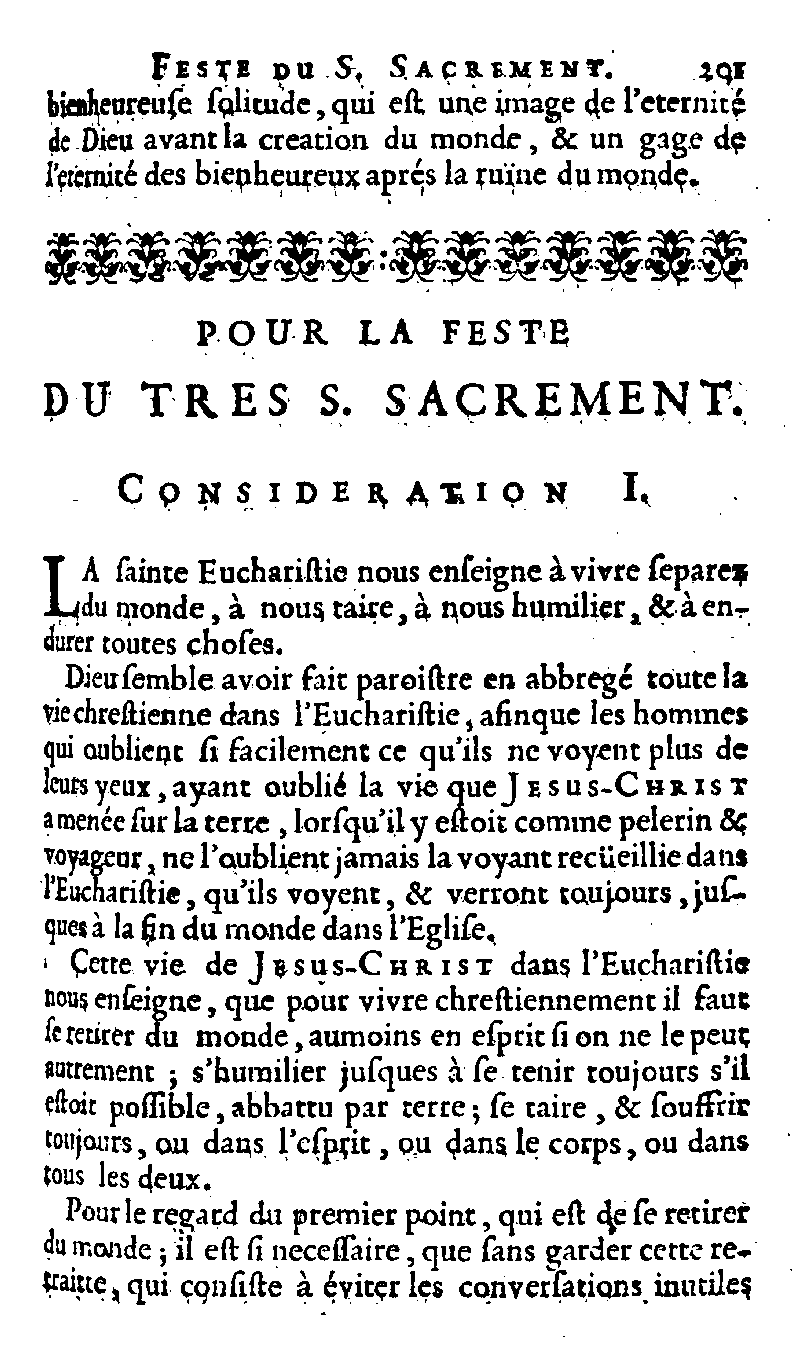 FESTE DU S. SACREMENT. 291
bienheureuſe ſolitude, qui eſt une image de l'eternité
de Dieu avant la creation du monde, & un gage de
l'eternité des bienheureux aprés la ruïne du monde.
POUR LA FESTE
DU TRES S. SACREMENT.
CONSIDERATION I.
LA ſainte Euchariſtie nous enſeigne à vivre ſeparez
du monde, à nous taire, à nous humilier, & à en-
durer toutes choſes.
Dieu ſemble avoir fait paroiſtre en abbregé toute la
vie chreſtienne dans l'Euchariſtie, afinque les hommes
qui oublient ſi facilement ce qu'ils ne voyent plus de
leurs yeux, ayant oublié la vie que JESUS-CHRIST
a menée ſur la terre, lorſqu'il y eſtoit comme pelerin &
voyageur, ne l'oublient jamais la voyant recüeillie dans
l'Euchariſtie, qu'ils voyent, & verront toujours, juſ-
ques à la fin du monde dans l'Egliſe.
Cette vie de JESUS-CHRIST dans l'Euchariſtie
nous enſeigne, que pour vivre chreſtiennement il faut
ſe retirer du monde, aumoins en eſprit ſi on ne le peut
autrement ; s'humilier juſques à ſe tenir toujours s'il
eſtoit poſſible, abbattu par terre ; ſe taire, & ſouffrir
toujours, ou dans l'eſprit, ou dans le corps, ou dans
tous les deux.
Pour le regard du premier point, qui eſt de ſe retirer
du monde ; il eſt ſi neceſſaire, que ſans garder cette re-
traitte, qui conſiſte à éviter les converſations inutiles